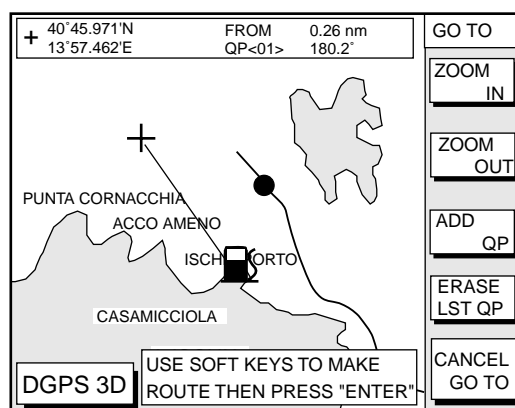 + 40°45.971'N FROM 0.26 nm
13°57.462'E QP<01> 180.2°
GO TO
ZOOM
IN
ZOOM
OUT
ADD
QP
ERASE
LST QP
CANCEL
GO TO
PUNTA CORNACCHIA
ACCO AMENO
ISCH ORTO
CASAMICCIOLA
DGPS 3D
USE SOFT KEYS TO MAKE
ROUTE THEN PRESS "ENTER"